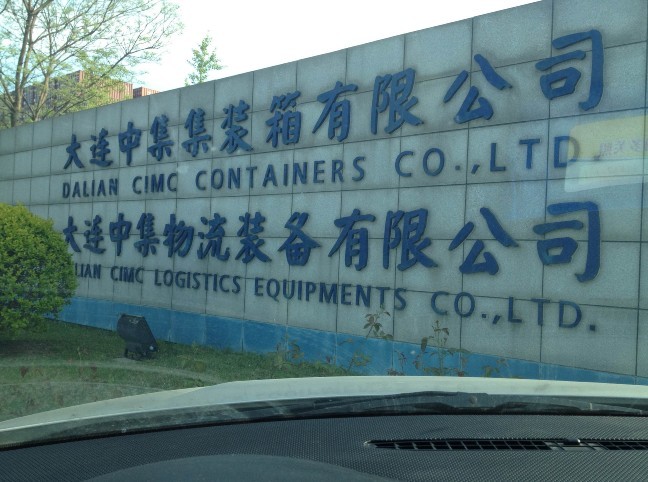 大连中集集装箱有限公司
DALIAN CIMC CONTAINERS CO.,LTD.
大连中集物流装备有限公司
LIAN CIMC LOGISTICS EQUIPMENTS CO.,LTD.